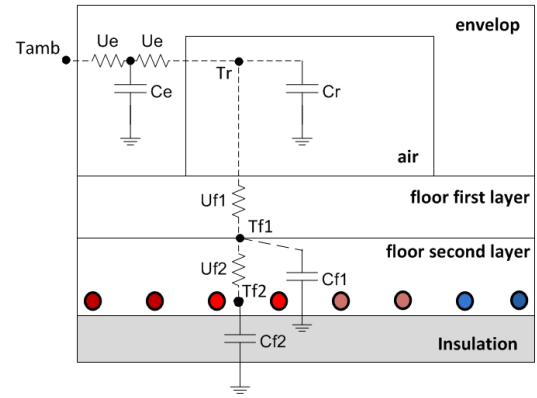 envelop
Ue Ue
Tamb
Tr
Ce
Cr
air
Uf1
floor first layer
Tf1
floor second layer
Uf2
Cf1
Tf2
Cf2
Insulation